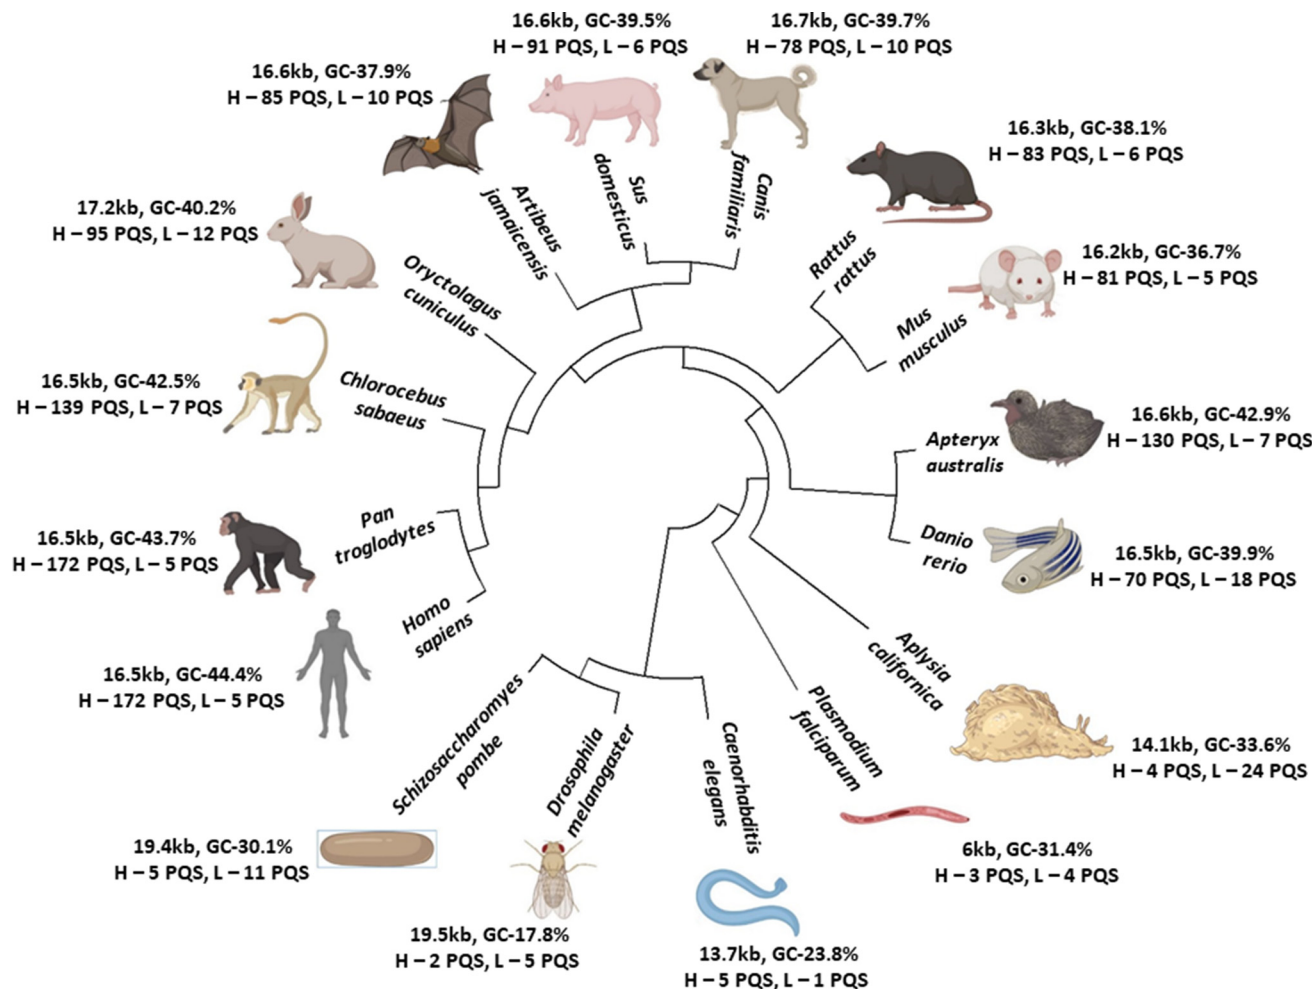 16.6kb, GC-39.5%
H – 91 PQS, L – 6 PQS
16.7kb, GC-39.7%
H – 78 PQS, L – 10 PQS
16.6kb, GC-37.9%
H – 85 PQS, L – 10 PQS
16.3kb, GC-38.1%
H – 83 PQS, L – 6 PQS
17.2kb, GC-40.2%
H – 95 PQS, L – 12 PQS
16.2kb, GC-36.7%
H – 81 PQS, L – 5 PQS
16.5kb, GC-42.5%
H – 139 PQS, L – 7 PQS
16.6kb, GC-42.9%
H – 130 PQS, L – 7 PQS
16.5kb, GC-43.7%
H – 172 PQS, L – 5 PQS
16.5kb, GC-39.9%
H – 70 PQS, L – 18 PQS
16.5kb, GC-44.4%
H – 172 PQS, L – 5 PQS
14.1kb, GC-33.6%
H – 4 PQS, L – 24 PQS
19.4kb, GC-30.1%
H – 5 PQS, L – 11 PQS
6kb, GC-31.4%
H – 3 PQS, L – 4 PQS
19.5kb, GC-17.8%
H – 2 PQS, L – 5 PQS
13.7kb, GC-23.8%
H – 5 PQS, L – 1 PQS
Artibeus
jamaicensis
Sus
domesticus
Canis
familiaris
Rattus
rattus
Mus
musculus
Oryctolagus
cuniculus
Chlorocebus
sabaeus
Apteryx
australis
Pan
troglodytes
Danio
rerio
Homo
sapiens
Aplysia
californica
Schizosaccharomyes
pombe
Drosophila
melanogaster
Caenorhabditis
elegans
Plasmodium
falciparum